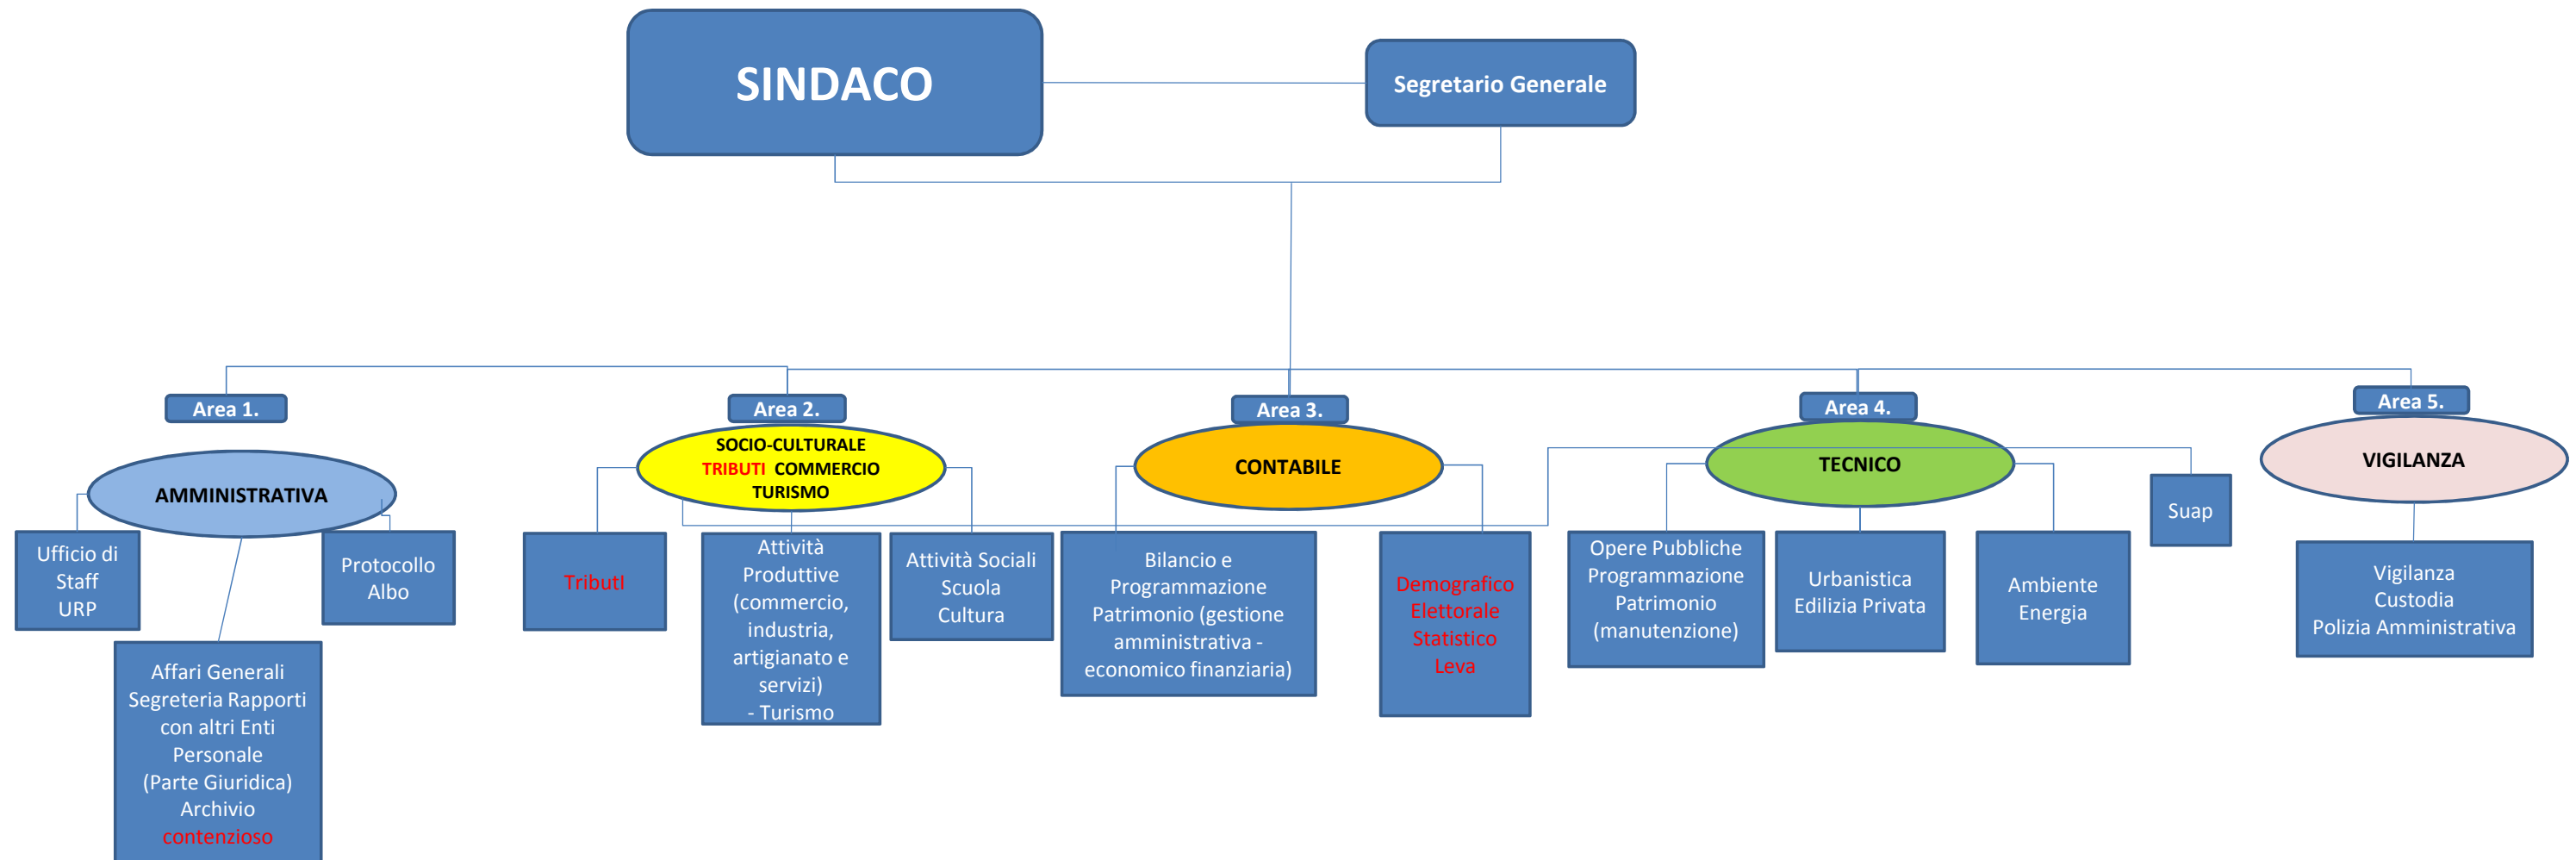 SINDACO
Segretario Generale
Area 1.
Area 2.
Area 3.
Area 4.
Area 5.
AMMINISTRATIVA
SOCIO-CULTURALE
TRIBUTI COMMERCIO
TURISMO
CONTABILE
TECNICO
VIGILANZA
Ufficio di
Staff
URP
Affari Generali
Segreteria Rapporti
con altri Enti
Personale
(Parte Giuridica)
Archivio
contenzioso
Protocollo
Albo
TributI
Attività
Produttive
(commercio,
industria,
artigianato e
servizi)
- Turismo
Attività Sociali
Scuola
Cultura
Bilancio e
Programmazione
Patrimonio (gestione
amministrativa -
economico finanziaria)
Demografico
Elettorale
Statistico
Leva
Opere Pubbliche
Programmazione
Patrimonio
(manutenzione)
Urbanistica
Edilizia Privata
Ambiente
Energia
Suap
Vigilanza
Custodia
Polizia Amministrativa